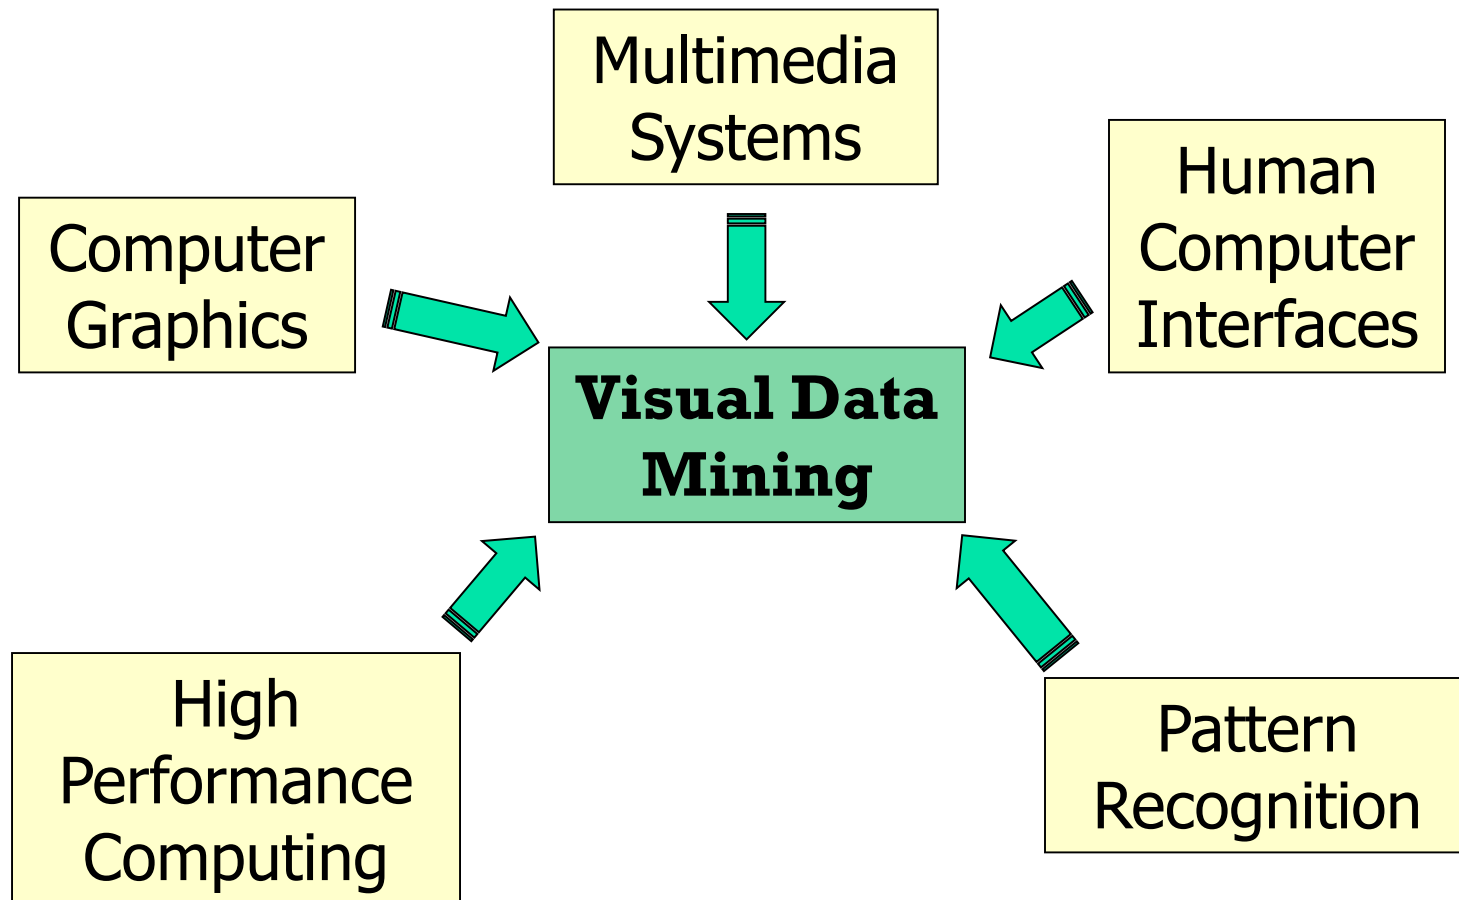 Multimedia
Systems
Human
Computer
Interfaces
Computer
Graphics
Visual Data
Mining
High
Performance
Computing
Pattern
Recognition